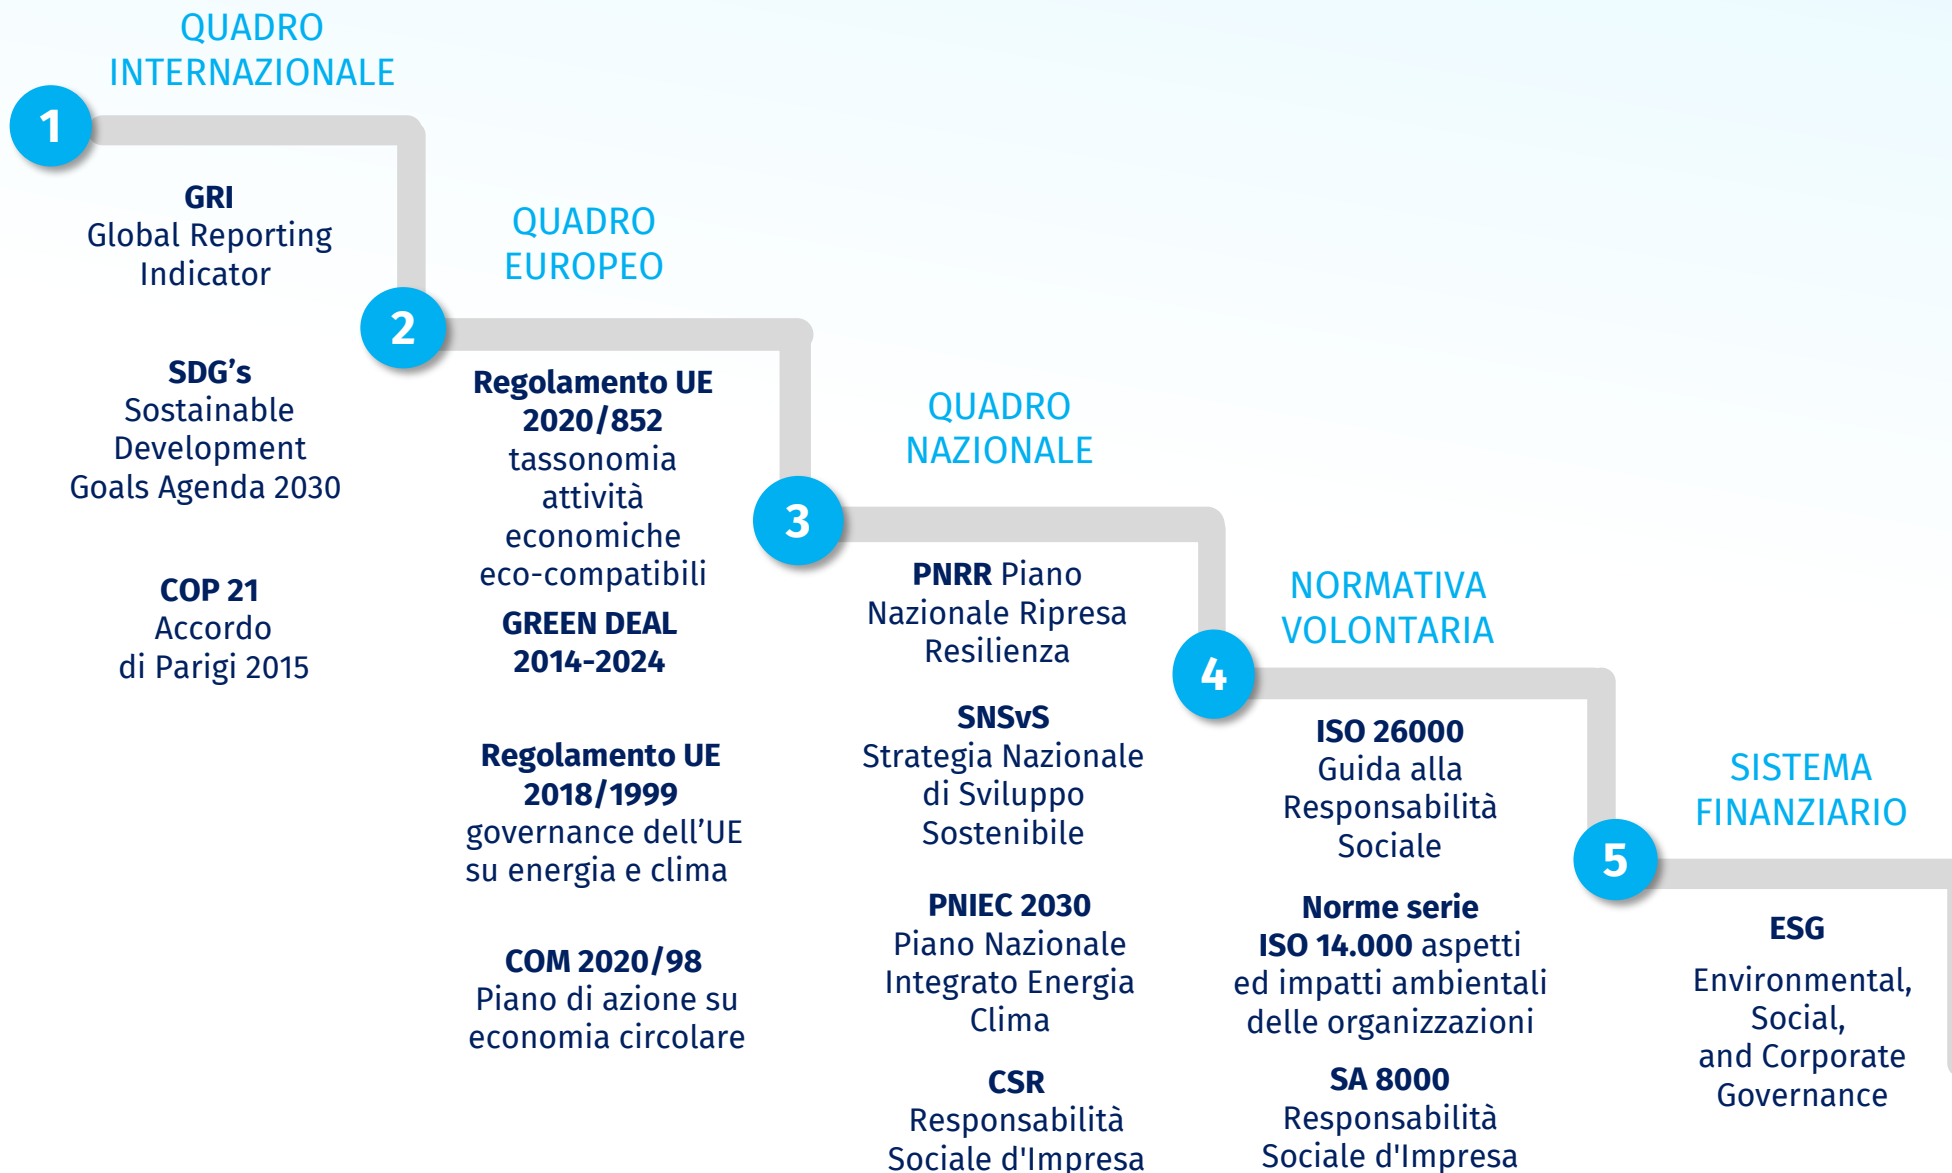 QUADRO
INTERNAZIONALE
1
GRI
Global Reporting
Indicator
SDG’s
Sostainable
Development
Goals Agenda 2030
COP 21
Accordo
di Parigi 2015
QUADRO
EUROPEO
2
Regolamento UE
2020/852
tassonomia
attività
economiche
eco-compatibili
GREEN DEAL
2014-2024
Regolamento UE
2018/1999
governance dell’UE
su energia e clima
COM 2020/98
Piano di azione su
economia circolare
QUADRO
NAZIONALE
3
PNRR Piano
Nazionale Ripresa
Resilienza
SNSvS
Strategia Nazionale
di Sviluppo
Sostenibile
PNIEC 2030
Piano Nazionale
Integrato Energia
Clima
CSR
Responsabilità
Sociale d'Impresa
NORMATIVA
VOLONTARIA
4
ISO 26000
Guida alla
Responsabilità
Sociale
Norme serie
ISO 14.000 aspetti
ed impatti ambientali
delle organizzazioni
SA 8000
Responsabilità
Sociale d'Impresa
SISTEMA
FINANZIARIO
5
ESG
Environmental,
Social,
and Corporate
Governance